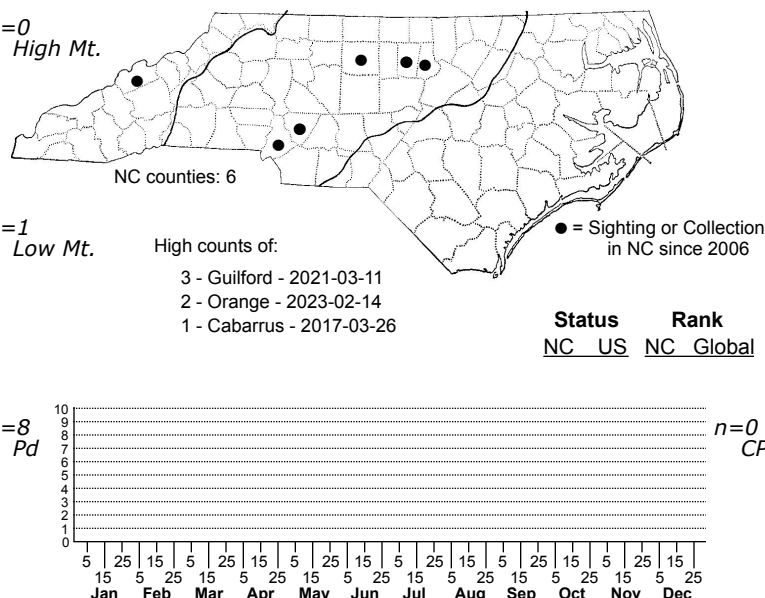 =0
High Mt.
NC counties: 6
=1
Low Mt.
High counts of:
3 - Guilford - 2021-03-11
2 - Orange - 2023-02-14
1 - Cabarrus - 2017-03-26
● = Sighting or Collection
in NC since 2006
Status Rank
NC US NC Global
=8
Pd
n=0
CP
10
9
8
7
6
5
4
3
2
1
0
5 25 15 5 25 15 5 25 15 5 25 15 5 25 15 5 25 15
15 5 25 15 5 25 15 5 25 15 5 25 15 5 25 15 5 25
Jan Feb Mar Apr May Jun Jul Aug Sep Oct Nov Dec